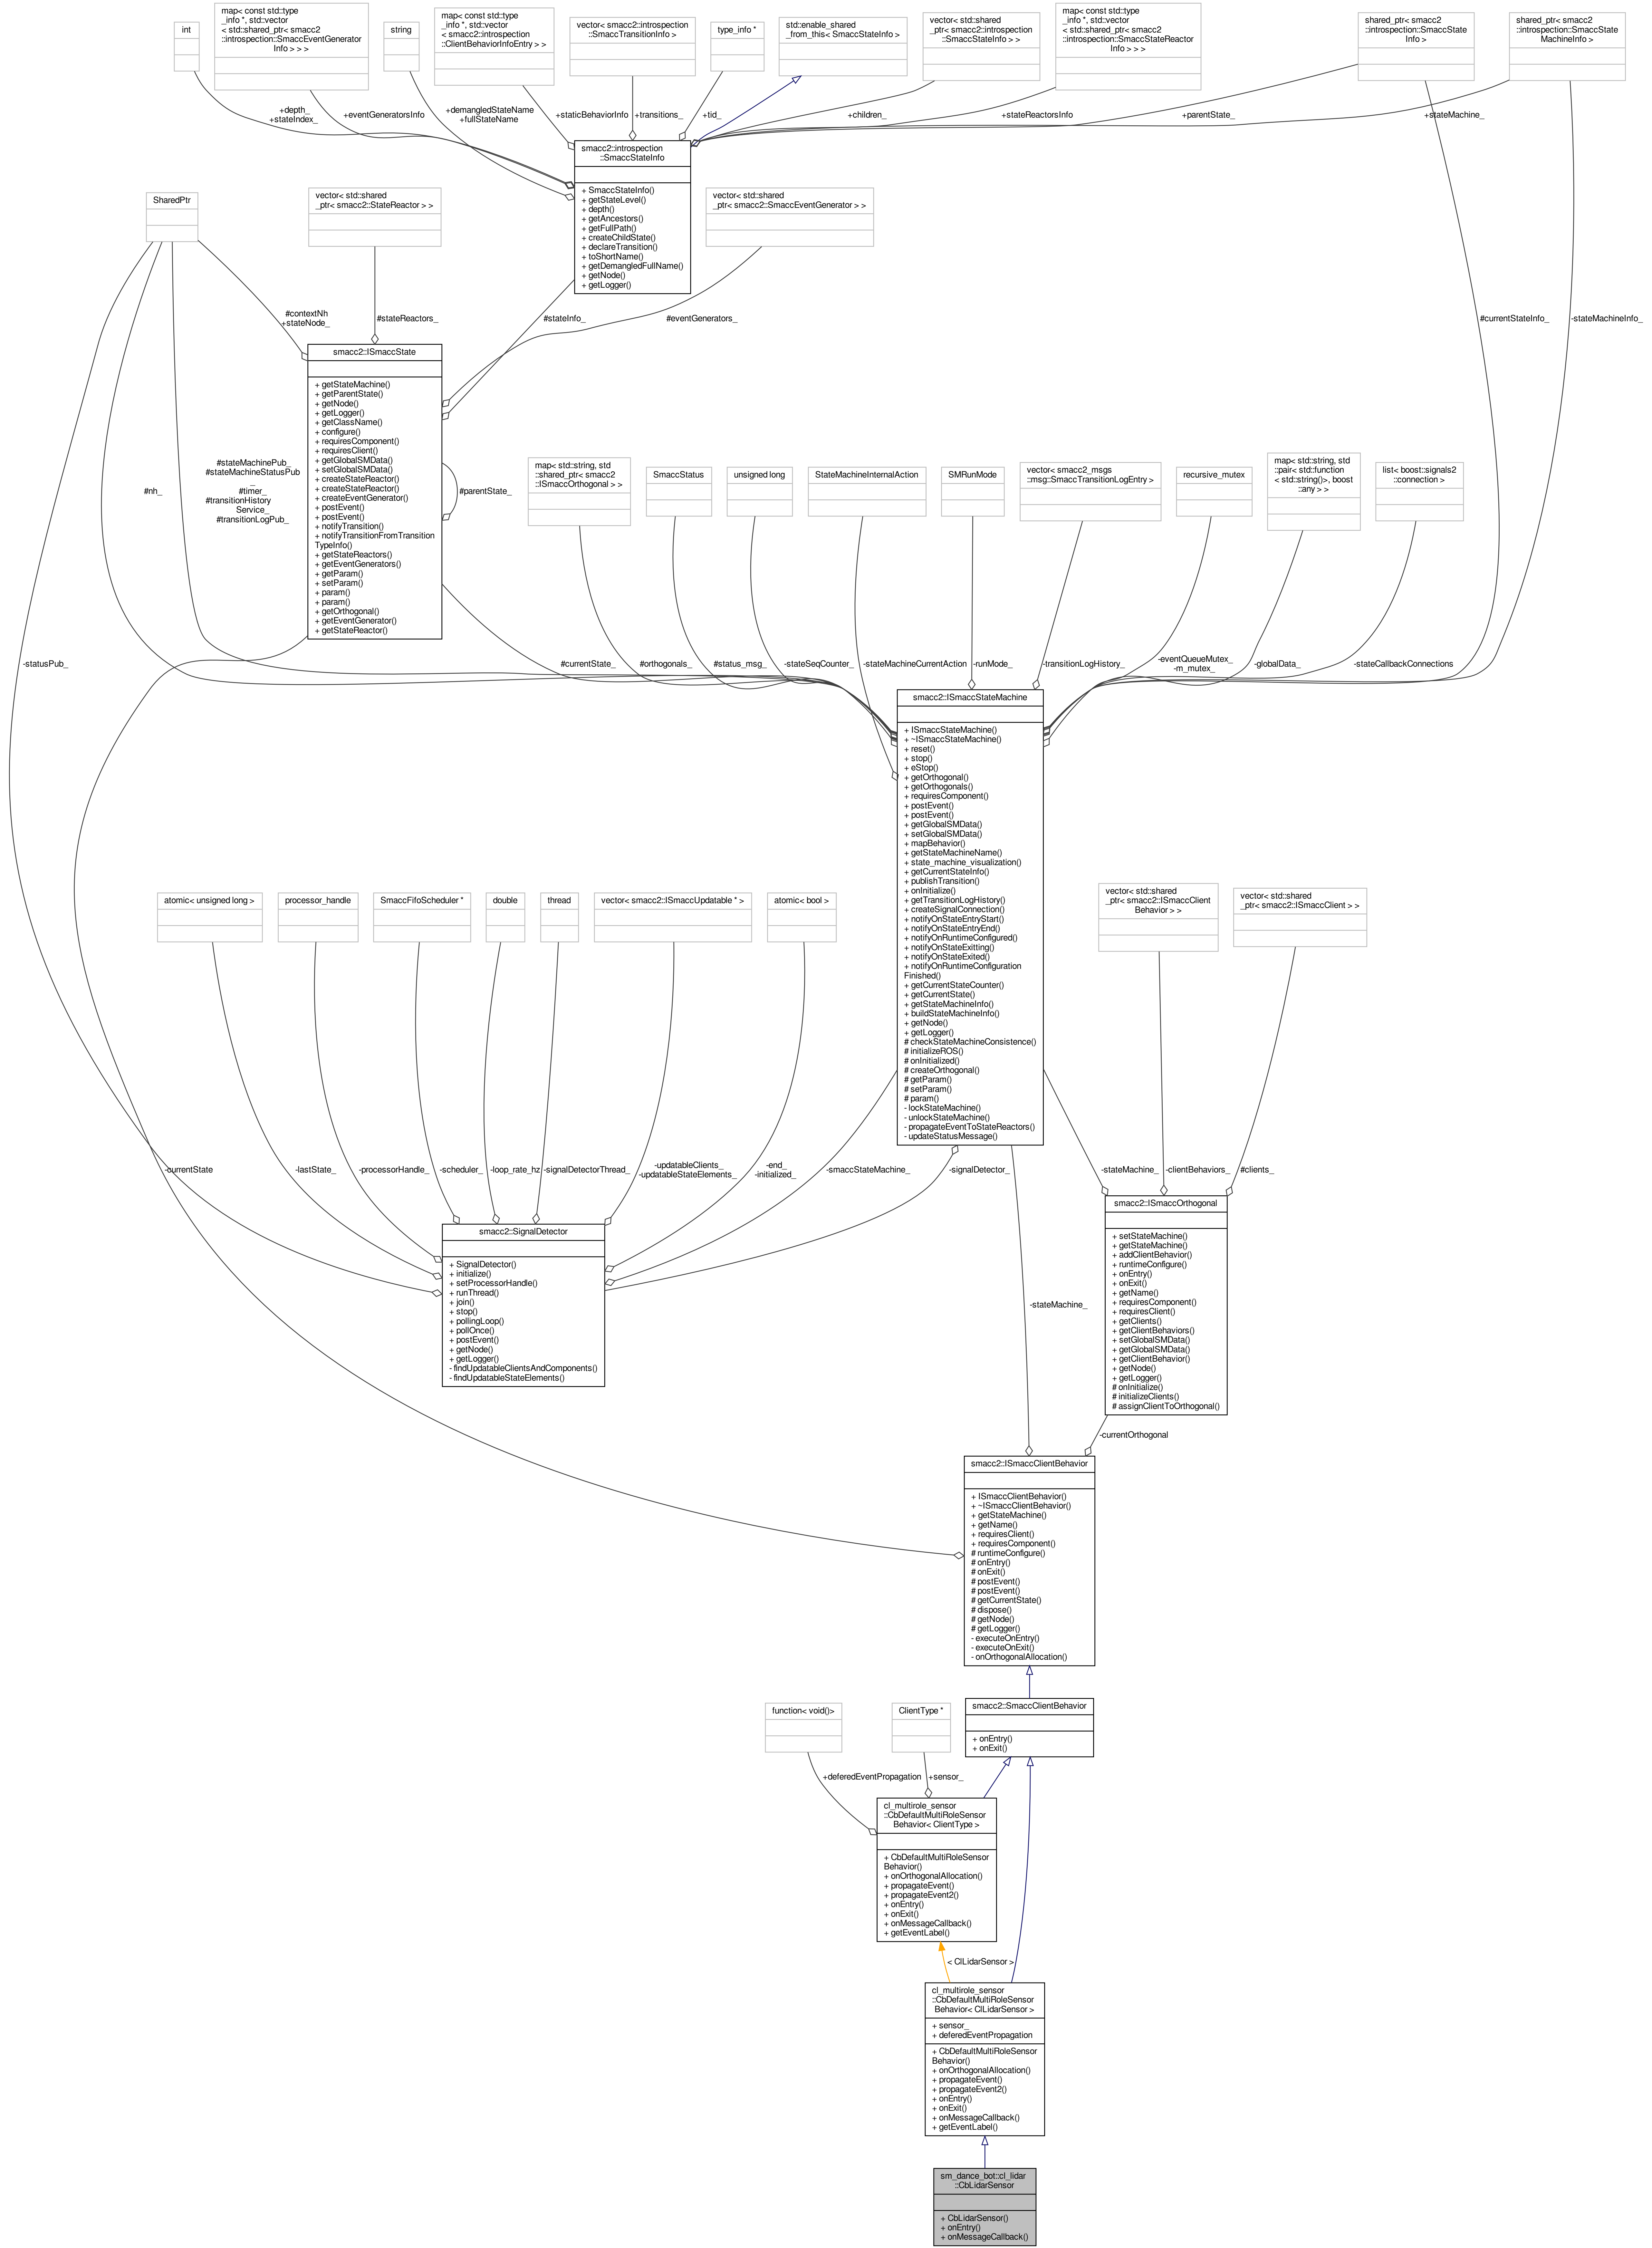 int
map< const std::type
_info *, std::vector
< std::shared_ptr< smacc2
::introspection::SmaccEventGenerator
Info > > >
string
map< const std::type
_info *, std::vector
< smacc2::introspection
::ClientBehaviorInfoEntry > >
vector< smacc2::introspection
::SmaccTransitionInfo >
type_info *
std::enable_shared
_from_this< SmaccStateInfo >
vector< std::shared
_ptr< smacc2::introspection
::SmaccStateInfo > >
map< const std::type
_info *, std::vector
< std::shared_ptr< smacc2
::introspection::SmaccStateReactor
Info > > >
shared_ptr< smacc2
::introspection::SmaccState
Info >
shared_ptr< smacc2
::introspection::SmaccState
MachineInfo >
+depth_
+stateIndex_
+eventGeneratorsInfo
+demangledStateName
+fullStateName
+staticBehaviorInfo
+transitions_
+tid_
+children_
+stateReactorsInfo
+parentState_
+stateMachine_
smacc2::introspection
::SmaccStateInfo
+ SmaccStateInfo()
+ getStateLevel()
+ depth()
+ getAncestors()
+ getFullPath()
+ createChildState()
+ declareTransition()
+ toShortName()
+ getDemangledFullName()
+ getNode()
+ getLogger()
SharedPtr
vector< std::shared
_ptr< smacc2::StateReactor > >
vector< std::shared
_ptr< smacc2::SmaccEventGenerator > >
#contextNh
+stateNode_
#stateReactors_
#stateInfo_
#eventGenerators_
#currentStateInfo_
-stateMachineInfo_
smacc2::ISmaccState
+ getStateMachine()
+ getParentState()
+ getNode()
+ getLogger()
+ getClassName()
+ configure()
+ requiresComponent()
+ requiresClient()
+ getGlobalSMData()
+ setGlobalSMData()
+ createStateReactor()
+ createStateReactor()
+ createEventGenerator()
+ postEvent()
+ postEvent()
+ notifyTransition()
+ notifyTransitionFromTransition
TypeInfo()
+ getStateReactors()
+ getEventGenerators()
+ getParam()
+ setParam()
+ param()
+ param()
+ getOrthogonal()
+ getEventGenerator()
+ getStateReactor()
#nh_
#stateMachinePub_
#stateMachineStatusPub
_
#timer_
#transitionHistory
Service_
#transitionLogPub_
#parentState_
map< std::string, std
::shared_ptr< smacc2
::ISmaccOrthogonal > >
SmaccStatus
unsigned long
StateMachineInternalAction
SMRunMode
vector< smacc2_msgs
::msg::SmaccTransitionLogEntry >
recursive_mutex
map< std::string, std
::pair< std::function
< std::string()>, boost
::any > >
list< boost::signals2
::connection >
-statusPub_
#currentState_
#orthogonals_
#status_msg_
-stateSeqCounter_
-stateMachineCurrentAction
-runMode_
-transitionLogHistory_
-eventQueueMutex_
-m_mutex_
-globalData_
-stateCallbackConnections
smacc2::ISmaccStateMachine
+ ISmaccStateMachine()
+ ~ISmaccStateMachine()
+ reset()
+ stop()
+ eStop()
+ getOrthogonal()
+ getOrthogonals()
+ requiresComponent()
+ postEvent()
+ postEvent()
+ getGlobalSMData()
+ setGlobalSMData()
+ mapBehavior()
+ getStateMachineName()
+ state_machine_visualization()
+ getCurrentStateInfo()
+ publishTransition()
+ onInitialize()
+ getTransitionLogHistory()
+ createSignalConnection()
+ notifyOnStateEntryStart()
+ notifyOnStateEntryEnd()
+ notifyOnRuntimeConfigured()
+ notifyOnStateExitting()
+ notifyOnStateExited()
+ notifyOnRuntimeConfiguration
Finished()
+ getCurrentStateCounter()
+ getCurrentState()
+ getStateMachineInfo()
+ buildStateMachineInfo()
+ getNode()
+ getLogger()
# checkStateMachineConsistence()
# initializeROS()
# onInitialized()
# createOrthogonal()
# getParam()
# setParam()
# param()
- lockStateMachine()
- unlockStateMachine()
- propagateEventToStateReactors()
- updateStatusMessage()
atomic< unsigned long >
processor_handle
SmaccFifoScheduler *
double
thread
vector< smacc2::ISmaccUpdatable * >
atomic< bool >
vector< std::shared
_ptr< smacc2::ISmaccClient
Behavior > >
vector< std::shared
_ptr< smacc2::ISmaccClient > >
-currentState
-lastState_
-processorHandle_
-scheduler_
-loop_rate_hz
-signalDetectorThread_
-updatableClients_
-updatableStateElements_
-end_
-initialized_
-smaccStateMachine_
-signalDetector_
-stateMachine_
-clientBehaviors_
#clients_
smacc2::SignalDetector
+ SignalDetector()
+ initialize()
+ setProcessorHandle()
+ runThread()
+ join()
+ stop()
+ pollingLoop()
+ pollOnce()
+ postEvent()
+ getNode()
+ getLogger()
- findUpdatableClientsAndComponents()
- findUpdatableStateElements()
smacc2::ISmaccOrthogonal
+ setStateMachine()
+ getStateMachine()
+ addClientBehavior()
+ runtimeConfigure()
+ onEntry()
+ onExit()
+ getName()
+ requiresComponent()
+ requiresClient()
+ getClients()
+ getClientBehaviors()
+ setGlobalSMData()
+ getGlobalSMData()
+ getClientBehavior()
+ getNode()
+ getLogger()
# onInitialize()
# initializeClients()
# assignClientToOrthogonal()
-stateMachine_
-currentOrthogonal
smacc2::ISmaccClientBehavior
+ ISmaccClientBehavior()
+ ~ISmaccClientBehavior()
+ getStateMachine()
+ getName()
+ requiresClient()
+ requiresComponent()
# runtimeConfigure()
# onEntry()
# onExit()
# postEvent()
# postEvent()
# getCurrentState()
# dispose()
# getNode()
# getLogger()
- executeOnEntry()
- executeOnExit()
- onOrthogonalAllocation()
function< void()>
ClientType *
smacc2::SmaccClientBehavior
+ onEntry()
+ onExit()
+deferedEventPropagation
+sensor_
cl_multirole_sensor
::CbDefaultMultiRoleSensor
Behavior< ClientType >
+ CbDefaultMultiRoleSensor
Behavior()
+ onOrthogonalAllocation()
+ propagateEvent()
+ propagateEvent2()
+ onEntry()
+ onExit()
+ onMessageCallback()
+ getEventLabel()
< ClLidarSensor >
cl_multirole_sensor
::CbDefaultMultiRoleSensor
Behavior< ClLidarSensor >
+ sensor_
+ deferedEventPropagation
+ CbDefaultMultiRoleSensor
Behavior()
+ onOrthogonalAllocation()
+ propagateEvent()
+ propagateEvent2()
+ onEntry()
+ onExit()
+ onMessageCallback()
+ getEventLabel()
sm_dance_bot::cl_lidar
::CbLidarSensor
+ CbLidarSensor()
+ onEntry()
+ onMessageCallback()